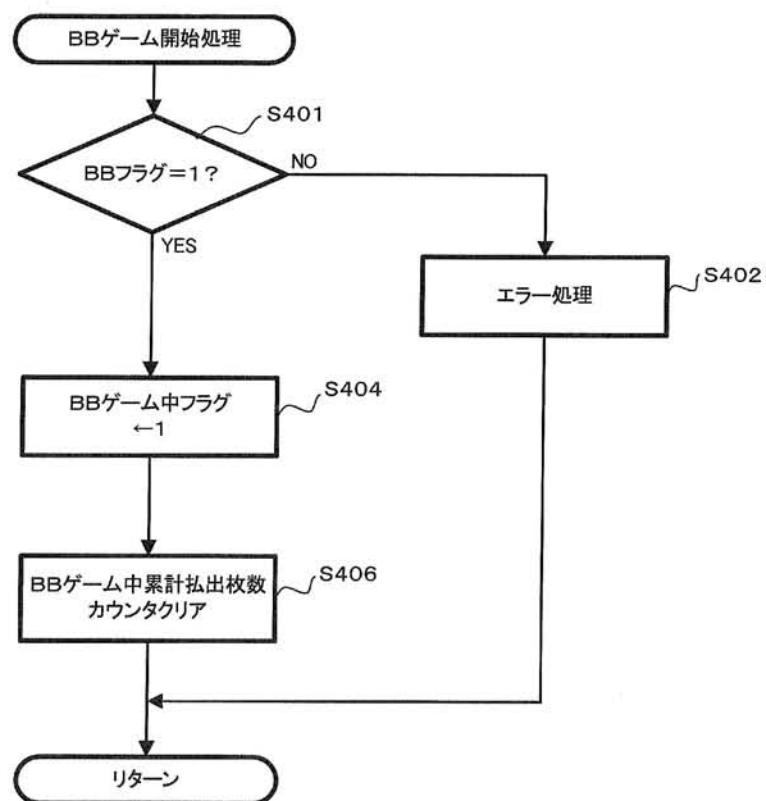 BBゲーム開始処理
S401
BBフラグ=1?
NO
YES
エラー処理
S402
BBゲーム中フラグ
←1
S404
BBゲーム中累計払出枚数
カウンタクリア
S406
リターン